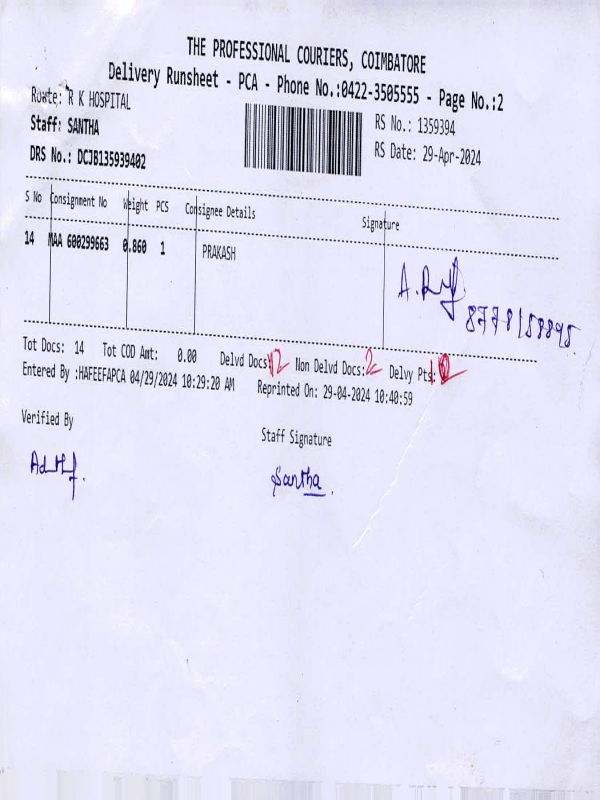 THE PROFESSIONAL COURIERS, COIMBATORE
Delivery Runsheet - PCA - Phone No.:0422-3505555 - Page No.:2
Route: R K HOSPITAL
Staff: SANTHA
DRS No.: DCJB135939402
RS No.: 1359394
RS Date: 29-Apr-2024
S No Consignment No Weight PCS Consignee Details Signature
14 MAA 600299663 0.860 1 PRAKASH
Tot Docs: 14 Tot COD Amt: 0.00 Delvd Docs: 12 Non Delvd Docs: 2 Delvy Pts:
Entered By :HAFEEFAPCA 04/29/2024 10:29:20 AM Reprinted On: 29-04-2024 10:40:59
Verified By
Staff Signature
Santha